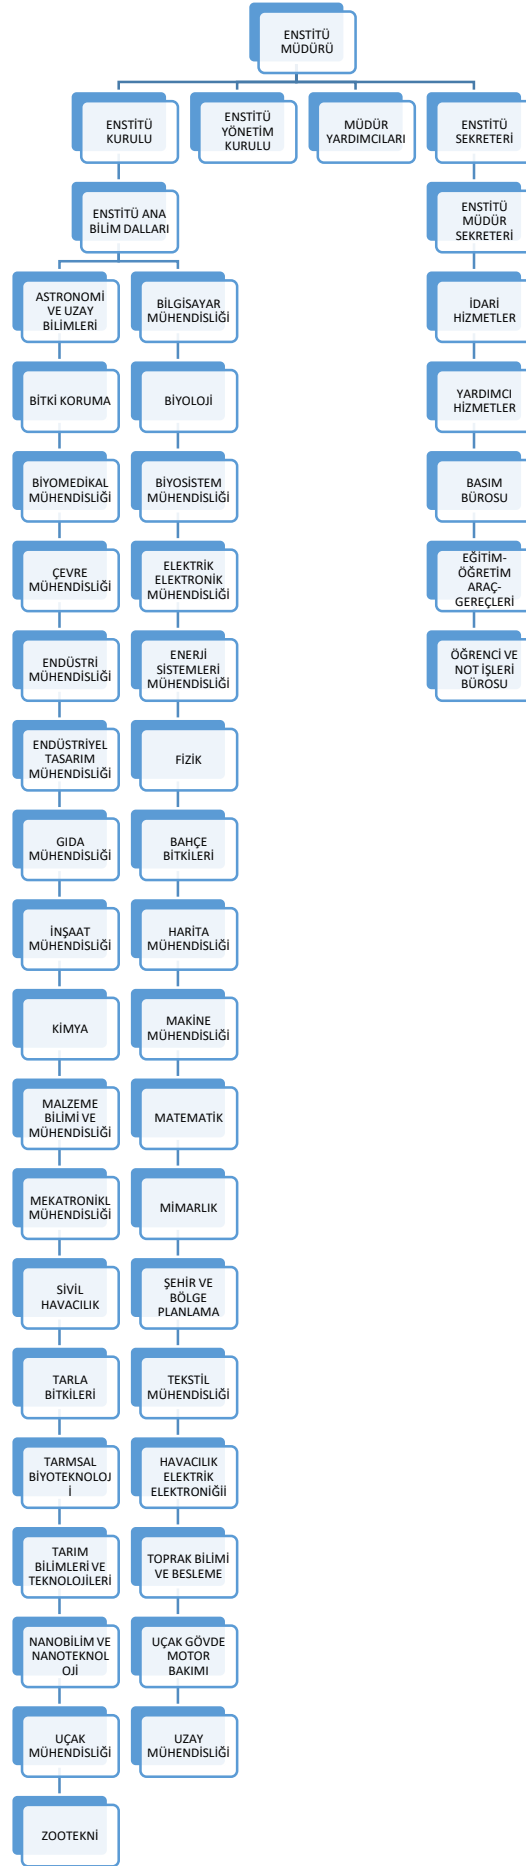 ENSTİTÜ
MÜDÜRÜ
ENSTİTÜ
KURULU
ENSTİTÜ
YÖNETİM
KURULU
MÜDÜR
YARDIMCILARI
ENSTİTÜ
SEKRETERİ
ENSTİTÜ ANA
BİLİM DALLARI
ENSTİTÜ
MÜDÜR
SEKRETERİ
ASTRONOMİ
VE UZAY
BİLİMLERİ
BİLGİSAYAR
MÜHENDİSLİĞİ
İDARİ
HİZMETLER
BİTKİ KORUMA
BİYOLOJİ
YARDIMCI
HİZMETLER
BİYOMEDİKAL
MÜHENDİSLİĞİ
BİYOSİSTEM
MÜHENDİSLİĞİ
BASIM
BÜROSU
ÇEVRE
MÜHENDİSLİĞİ
ELEKTRİK
ELEKTRONİK
MÜHENDİSLİĞİ
EĞİTİM-
ÖĞRETİM
ARAÇ-
GEREÇLERİ
ENDÜSTRİ
MÜHENDİSLİĞİ
ENERJİ
SİSTEMLERİ
MÜHENDİSLİĞİ
ÖĞRENCİ VE
NOT İŞLERİ
BÜROSU
ENDÜSTRİYEL
TASARIM
MÜHENDİSLİĞİ
FİZİK
GIDA
MÜHENDİSLİĞİ
BAHÇE
BİTKİLERİ
İNŞAAT
MÜHENDİSLİĞİ
HARİTA
MÜHENDİSLİĞİ
KİMYA
MAKİNE
MÜHENDİSLİĞİ
MALZEME
BİLİMİ VE
MÜHENDİSLİĞİ
MATEMATİK
MEKATRONİKL
MÜHENDİSLİĞİ
MİMARLIK
SİVİL
HAVACILIK
ŞEHİR VE
BÖLGE
PLANLAMA
TARLA
BİTKİLERİ
TEKSTİL
MÜHENDİSLİĞİ
TARMSAL
BİYOTEKNOLOJ
İ
HAVACILIK
ELEKTRİK
ELEKTRONİĞİİ
TARIM
BİLİMLERİ VE
TEKNOLOJİLERİ
TOPRAK BİLİMİ
VE BESLEME
NANOBİLİM VE
NANOTEKNOL
OJİ
UÇAK GÖVDE
MOTOR
BAKIMI
UÇAK
MÜHENDİSLİĞİ
UZAY
MÜHENDİSLİĞİ
ZOOTEKNİ